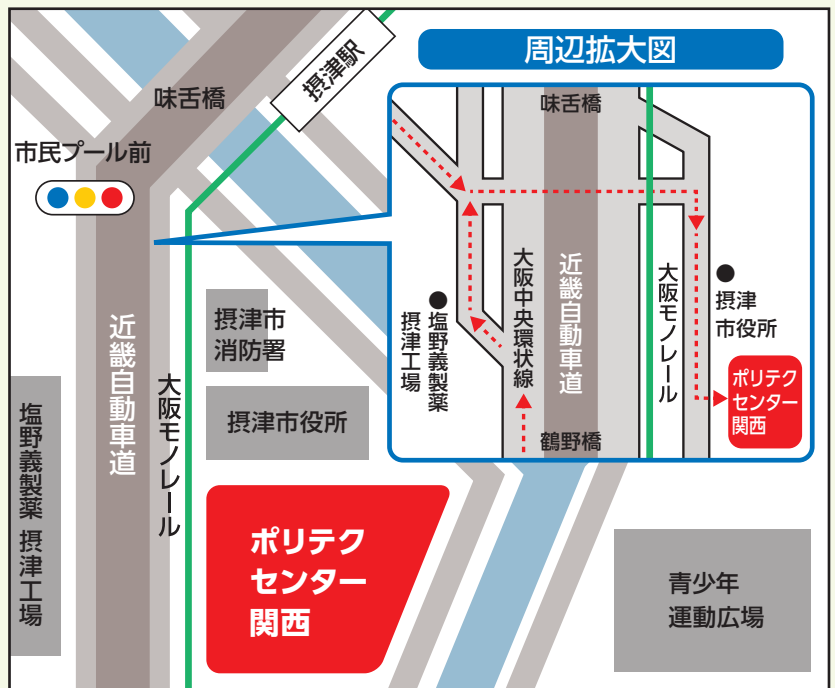 周辺拡大図
摂津駅
味舌橋
市民プール前
近畿自動車道
大阪モノレール
摂津市
消防署
摂津市役所
塩野義製薬 摂津工場
ポリテク
センター
関西
青少年
運動広場
味舌橋
大阪中央環状線
近畿自動車道
大阪モノレール
摂津
市役所
塩野義製薬
摂津工場
ポリテク
センター
関西
鶴野橋